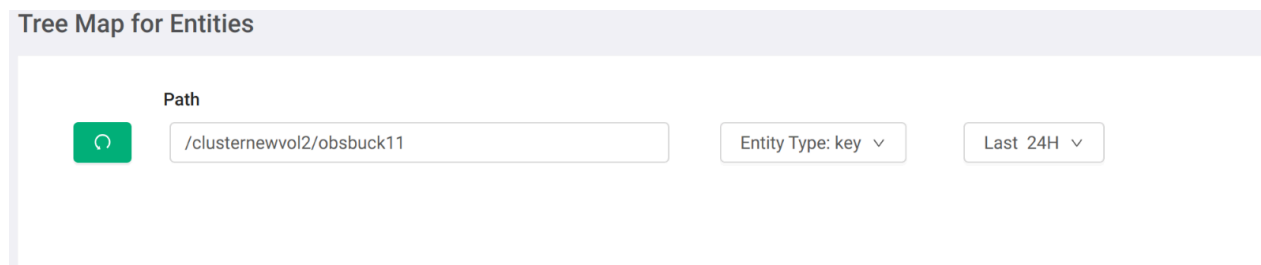 Tree Map for Entities
Path
/clusternewvol2/obsbuck11
Entity Type: key
Last 24H